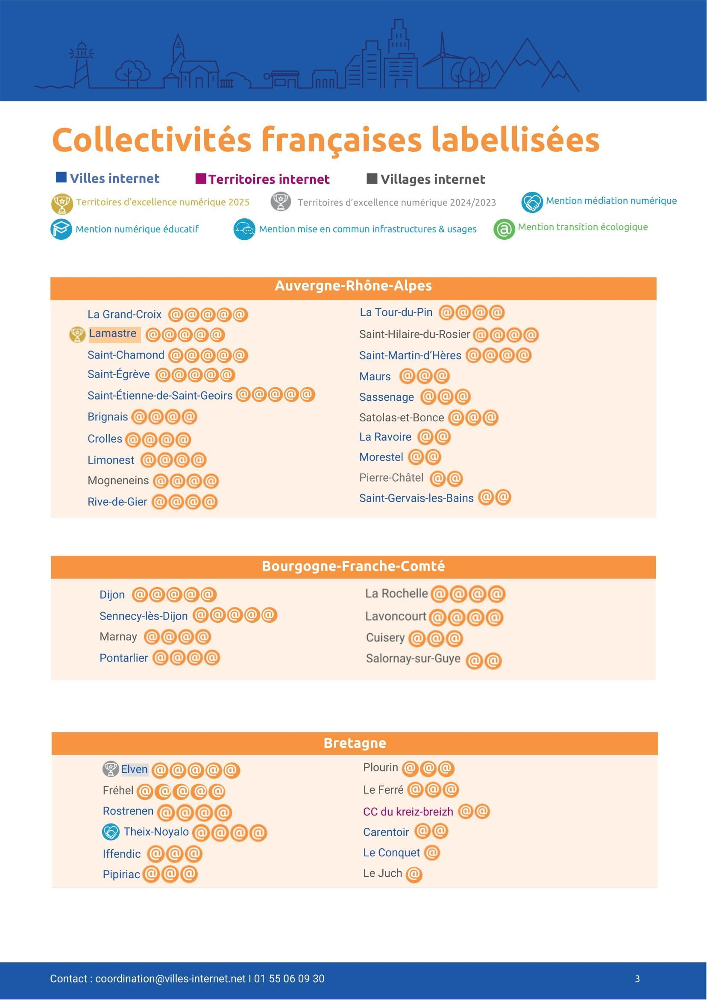 Collectivités françaises labellisées
Villes internet
Territoires internet
Villages internet
Territoires d'excellence numérique 2025
Territoires d'excellence numérique 2024/2023
Mention médiation numérique
@
Mention numérique éducatif
Mention mise en commun infrastructures & usages
Mention transition écologique
Auvergne-Rhône-Alpes
La Grand-Croix @@@@@
Lamastre @@@@@
Saint-Chamond @@@@@
Saint-Égrève @@@@@
Saint-Étienne-de-Saint-Geoirs @@@@@
Brignais @@@@
Crolles @@@@
Limonest @@@@
Mogneneins @@@@
Rive-de-Gier @@@@
La Tour-du-Pin @@@@
Saint-Hilaire-du-Rosier @@@@
Saint-Martin-d'Hères @@@@
Maurs @@@
Sassenage @@@
Satolas-et-Bonce @@@
La Ravoire @@
Morestel @@
Pierre-Châtel @@
Saint-Gervais-les-Bains @@
Bourgogne-Franche-Comté
Dijon @@@@@
Sennecy-lès-Dijon @@@@@
Marnay @@@@
Pontarlier @@@@
La Rochelle @@@@
Lavoncourt @@@@
Cuisery @@@
Salornay-sur-Guye @@
Bretagne
Elven @@@@@
Fréhel @@@@@
Rostrenen @@@@
Theix-Noyalo @@@@
Iffendic @@@
Pipiriac @@@
Plourin @@@
Le Ferré @@@
CC du kreiz-breizh @@
Carentoir @@
Le Conquet @
Le Juch @
Contact : coordination@villes-internet.net I 01 55 06 09 30
3